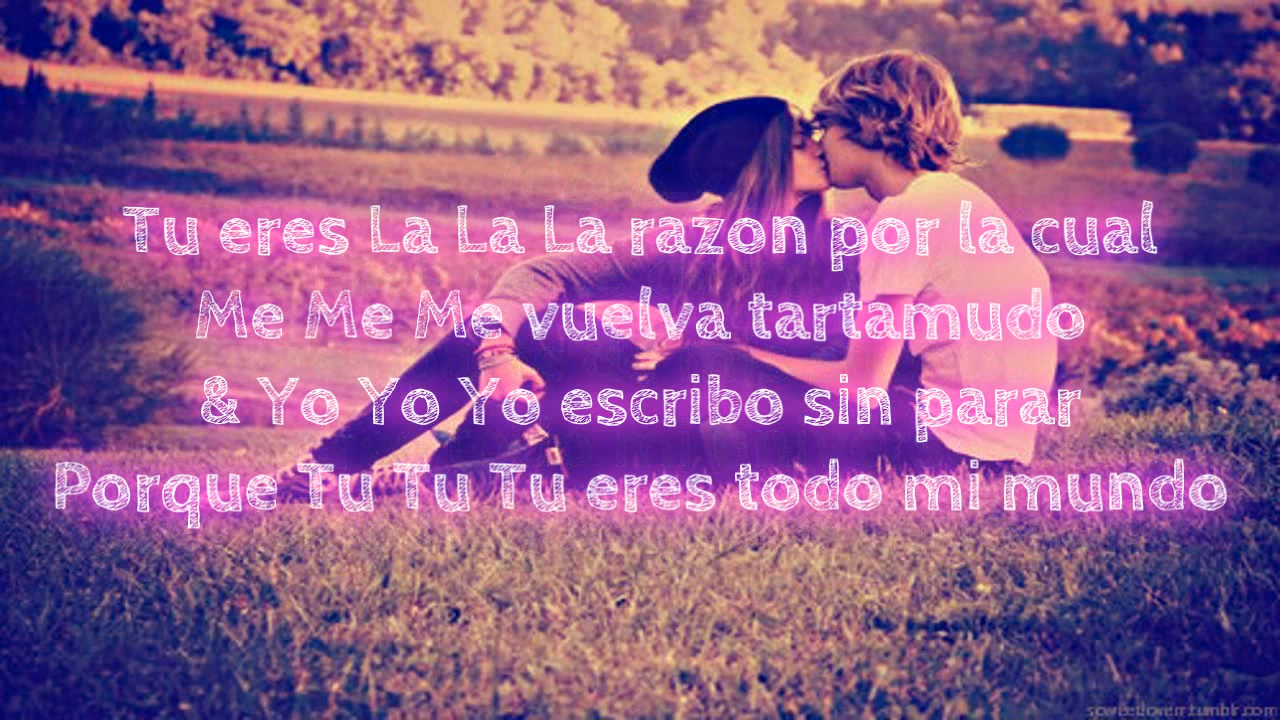 Tu eres La La La razon por la cual
Me Me Me vuelva tartamudo
& Yo Yo Yo escribo sin parar
Porque Tu Tu Tu eres todo mi mundo